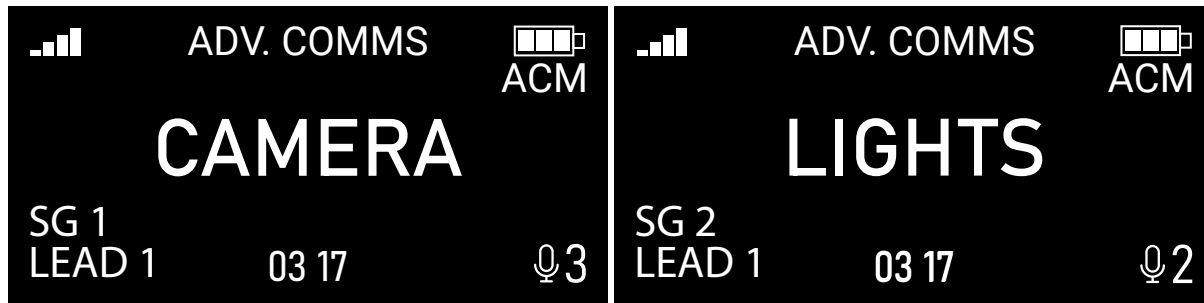 ADV. COMMS
ACM
CAMERA
SG 1
LEAD 1 03 17 3
ADV. COMMS
ACM
LIGHTS
SG 2
LEAD 1 03 17 2